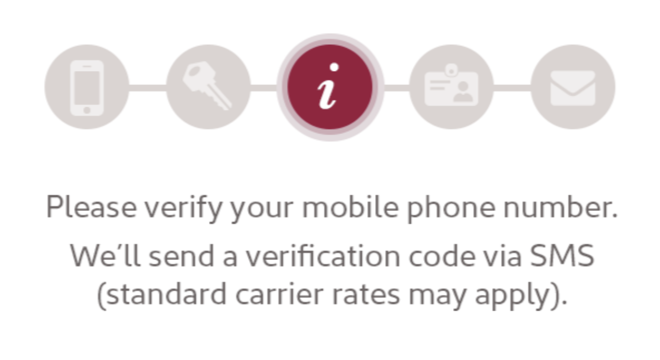 i
Please verify your mobile phone number.
We'll send a verification code via SMS
(standard carrier rates may apply).